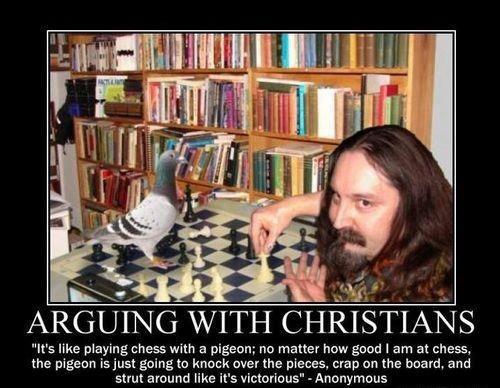 ARGUING WITH CHRISTIANS
"It's like playing chess with a pigeon; no matter how good I am at chess,
the pigeon is just going to knock over the pieces, crap on the board, and
strut around like it's victorious" - Anonymous